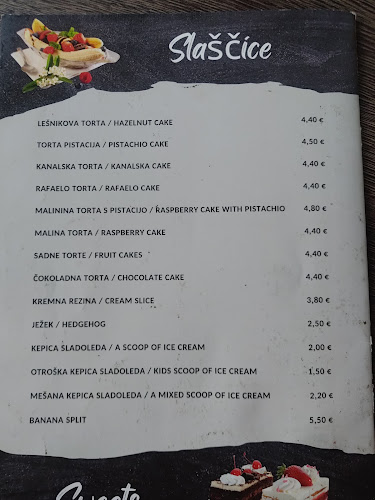 Slaščice
LEŠNIKOVA TORTA / HAZELNUT CAKE 4,40 €
TORTA PISTACIJA / PISTACHIO CAKE 4,50 €
KANALSKA TORTA / KANALSKA CAKE 4,40 €
RAFAELO TORTA / RAFAELO CAKE 4,40 €
MALININA TORTA S PISTACIJO / RASPBERRY CAKE WITH PISTACHIO 4,80 €
MALINA TORTA / RASPBERRY CAKE 4,40 €
SADNE TORTE / FRUIT CAKES 4,40 €
ČOKOLADNA TORTA / CHOCOLATE CAKE 4,40 €
KREMNA REZINA / CREAM SLICE 3,80 €
JEŽEK / HEDGEHOG 2,50 €
KEPICA SLADOLEDA / A SCOOP OF ICE CREAM 2,00 €
OTROŠKA KEPICA SLADOLEDA / KIDS SCOOP OF ICE CREAM 1,50 €
MEŠANA KEPICA SLADOLEDA / A MIXED SCOOP OF ICE CREAM 2,20 €
BANANA SPLIT 5,50 €
Sweets